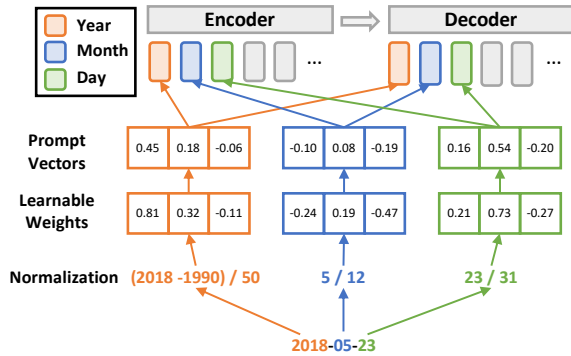 Year
Month
Day
Encoder
Decoder
...
...
Prompt
Vectors
0.45 0.18 -0.06
-0.10 0.08 -0.19
0.16 0.54 -0.20
Learnable
Weights
0.81 0.32 -0.11
-0.24 0.19 -0.47
0.21 0.73 -0.27
Normalization
(2018 -1990) / 50
5 / 12
23 / 31
2018-05-23